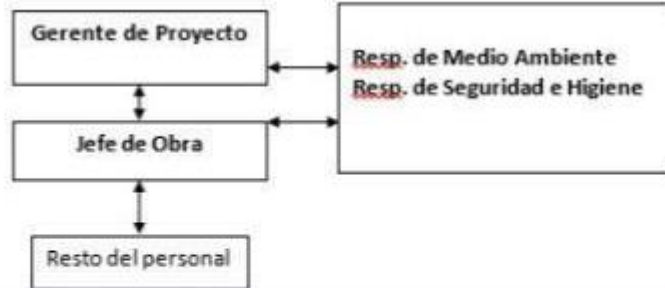 Gerente de Proyecto
Resp. de Medio Ambiente
Resp. de Seguridad e Higiene
Jefe de Obra
Resto del personal